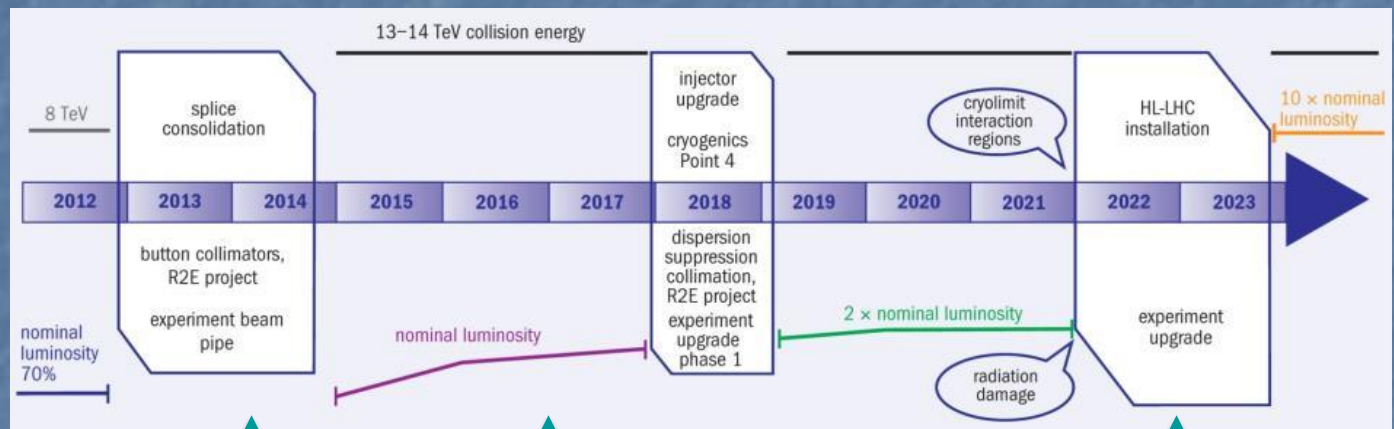 13–14 TeV collision energy
8 TeV
splice
consolidation
injector
upgrade
cryogenics
Point 4
cryolimit
interaction
regions
HL-LHC
installation
10 × nominal
luminosity
2012 2013 2014 2015 2016 2017 2018 2019 2020 2021 2022 2023
button collimators,
R2E project
experiment beam
pipe
nominal
luminosity
70%
nominal luminosity
dispersion
suppression
collimation,
R2E project
experiment
upgrade
phase 1
2 × nominal luminosity
radiation
damage
experiment
upgrade